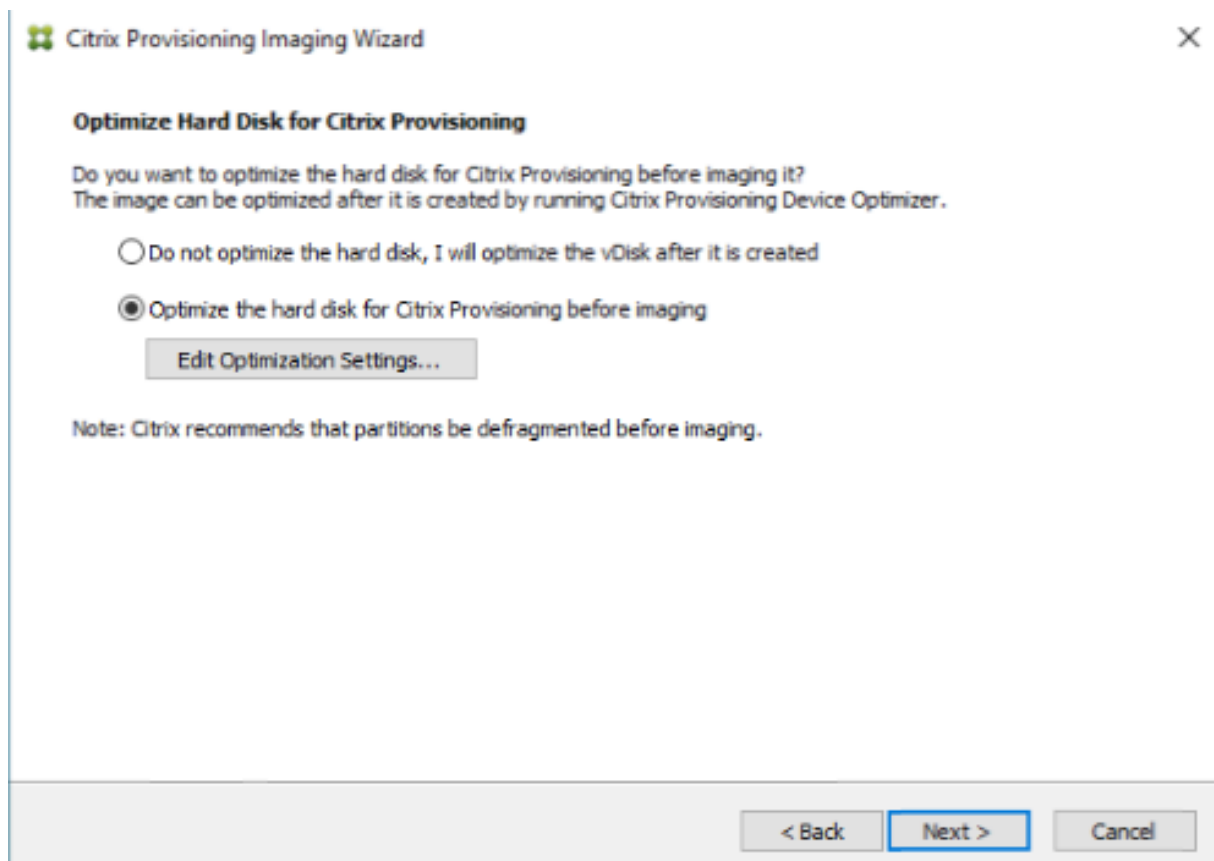 Citrix Provisioning Imaging Wizard
Optimize Hard Disk for Citrix Provisioning
Do you want to optimize the hard disk for Citrix Provisioning before imaging it?
The image can be optimized after it is created by running Citrix Provisioning Device Optimizer.
Do not optimize the hard disk, I will optimize the vDisk after it is created
Optimize the hard disk for Citrix Provisioning before imaging
Edit Optimization Settings...
Note: Citrix recommends that partitions be defragmented before imaging.
< Back Next > Cancel